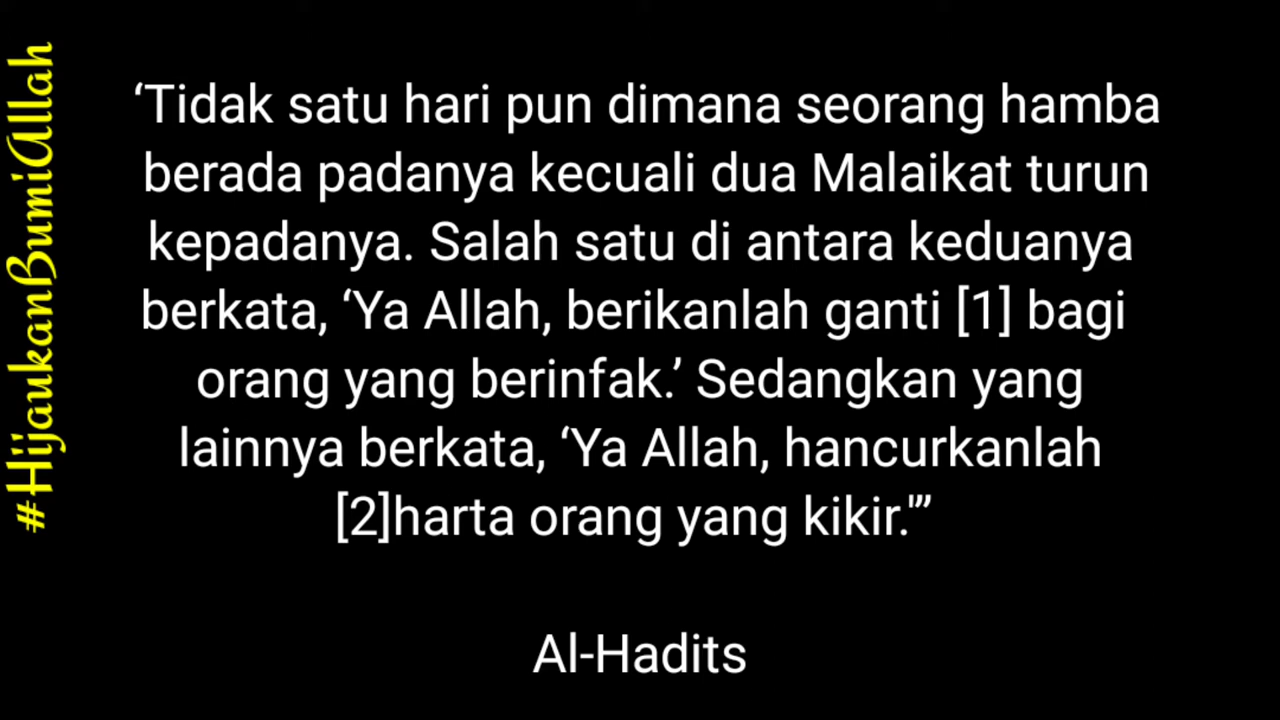 #HijaukanBumiAllah
‘Tidak satu hari pun dimana seorang hamba
berada padanya kecuali dua Malaikat turun
kepadanya. Salah satu di antara keduanya
berkata, ‘Ya Allah, berikanlah ganti [1] bagi
orang yang berinfak.’ Sedangkan yang
lainnya berkata, ‘Ya Allah, hancurkanlah
[2]harta orang yang kikir.'”
Al-Hadits